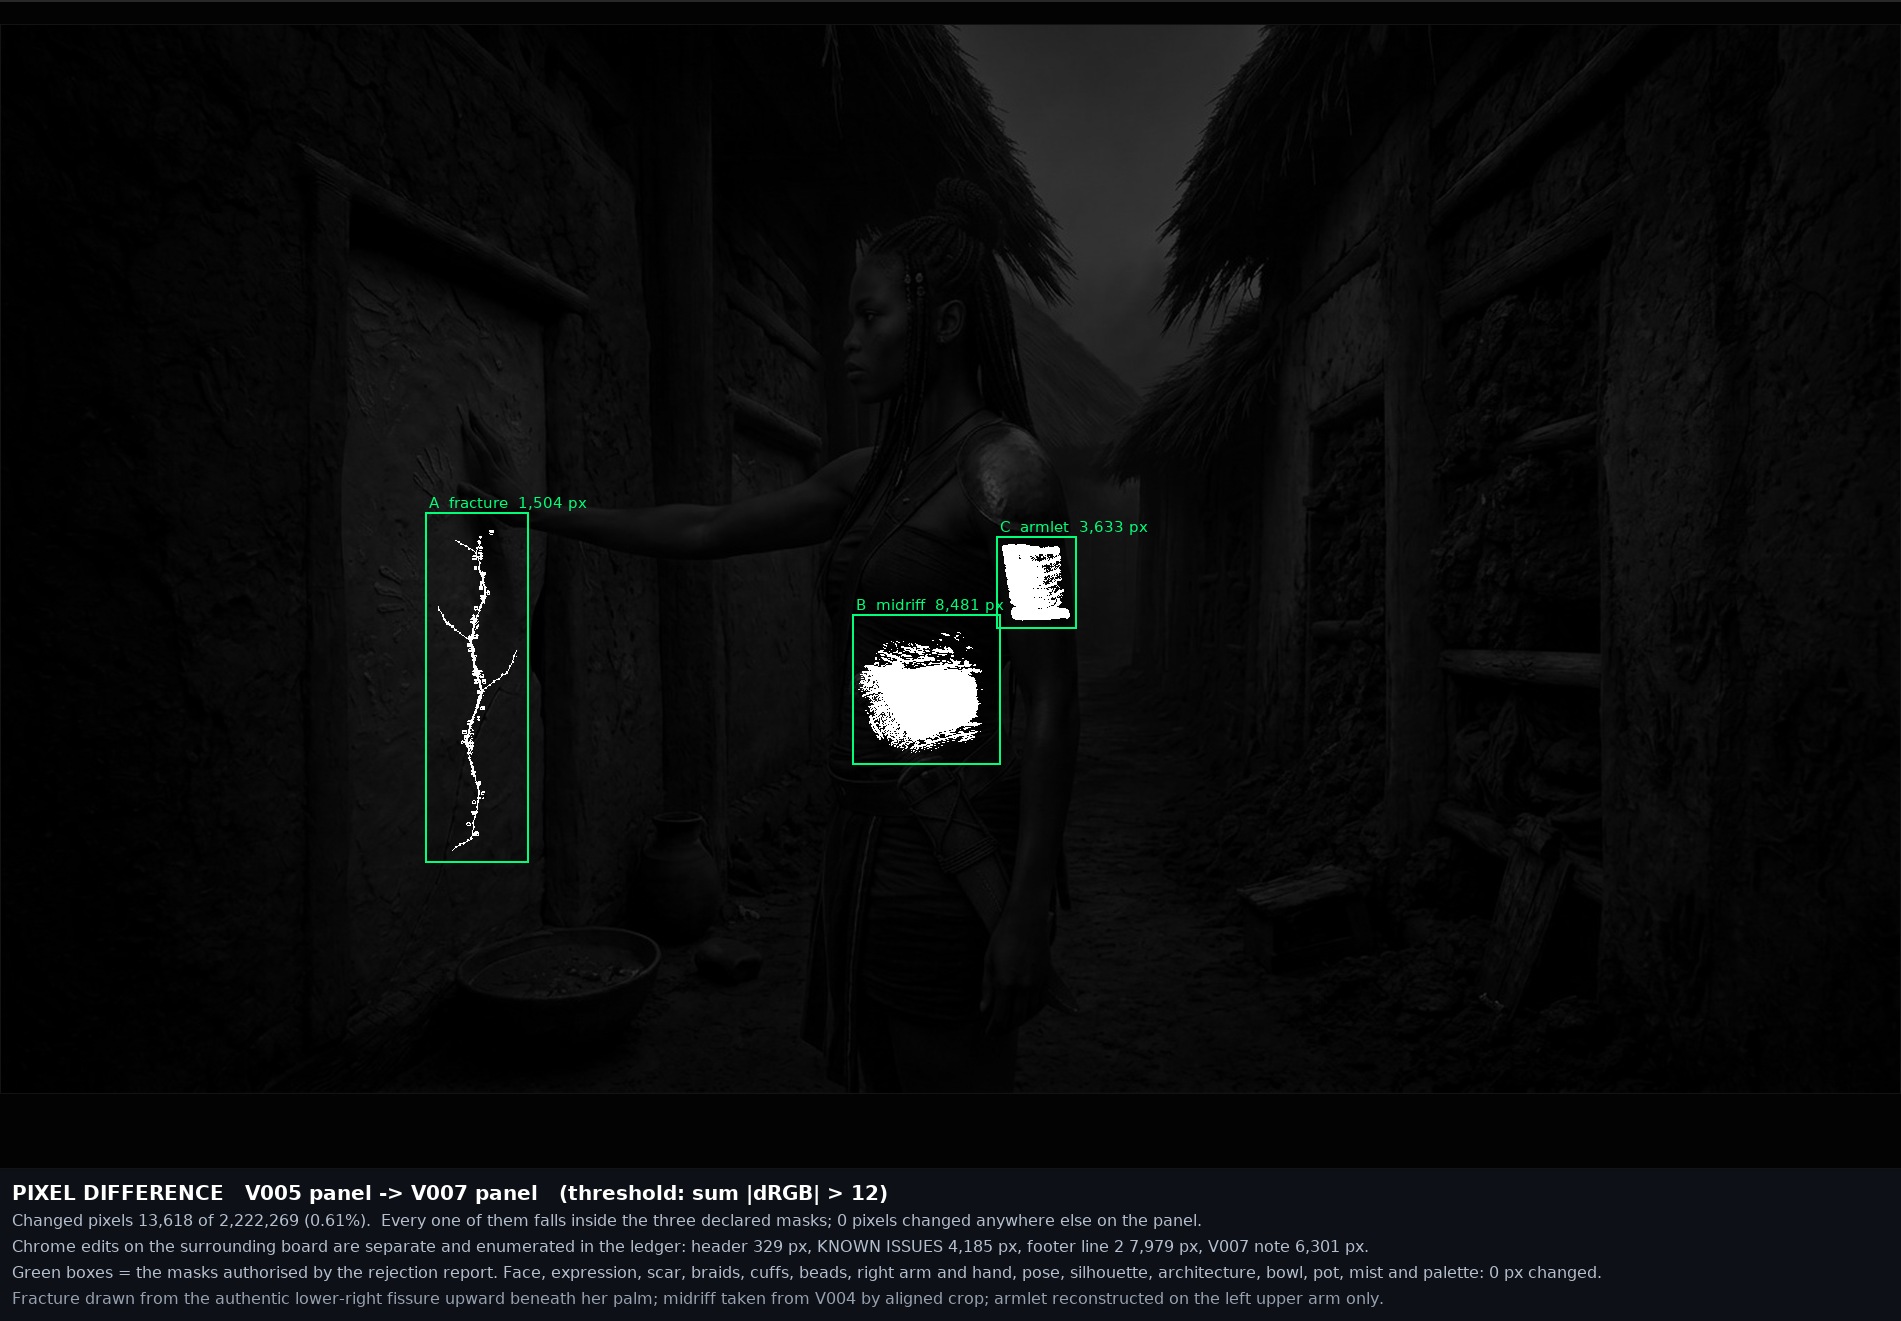 A fracture 1,504 px
C armlet 3,633 px
B midriff 8,481 px
PIXEL DIFFERENCE V005 panel -> V007 panel (threshold: sum |dRGB| > 12)
Changed pixels 13,618 of 2,222,269 (0.61%). Every one of them falls inside the three declared masks; 0 pixels changed anywhere else on the panel.
Chrome edits on the surrounding board are separate and enumerated in the ledger: header 329 px, KNOWN ISSUES 4,185 px, footer line 2 7,979 px, V007 note 6,301 px.
Green boxes = the masks authorised by the rejection report. Face, expression, scar, braids, cuffs, beads, right arm and hand, pose, silhouette, architecture, bowl, pot, mist and palette: 0 px changed.
Fracture drawn from the authentic lower-right fissure upward beneath her palm; midriff taken from V004 by aligned crop; armlet reconstructed on the left upper arm only.